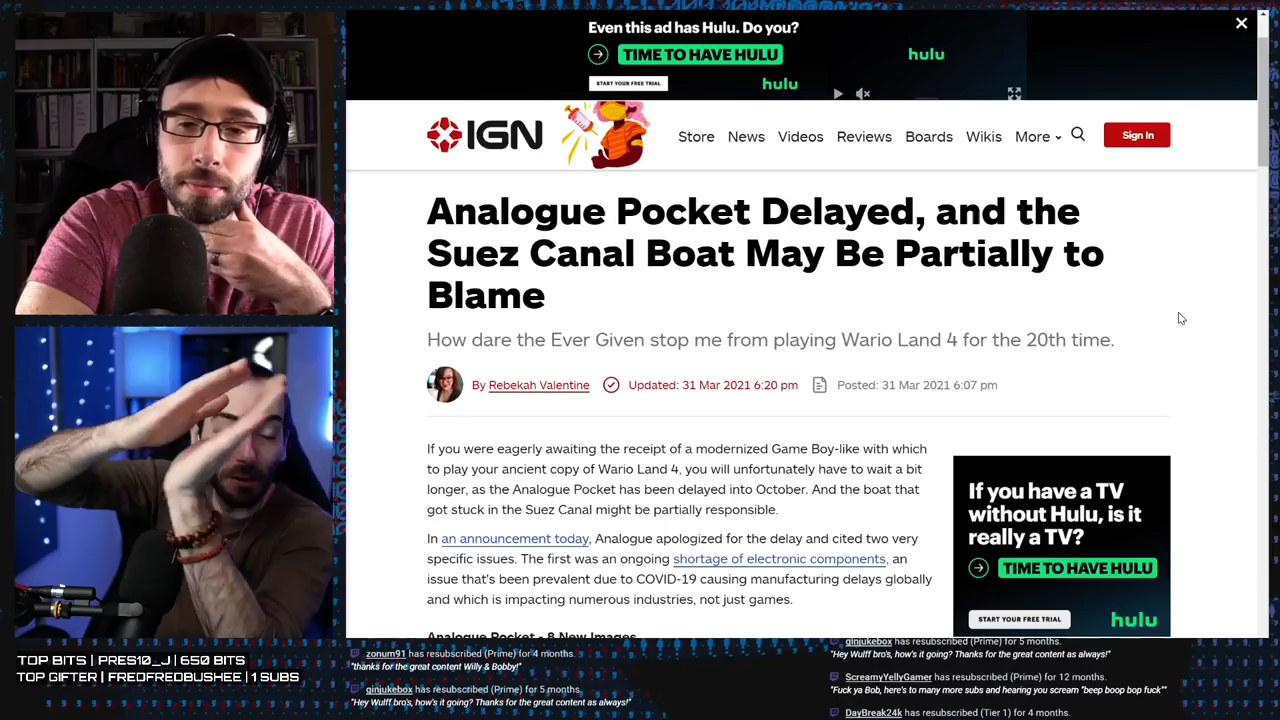 Even this ad has Hulu. Do you?
TIME TO HAVE HULU
hulu
START YOUR FREE TRIAL
hulu
IGN
Store News Videos Reviews Boards Wikis More
Sign In
Analogue Pocket Delayed, and the
Suez Canal Boat May Be Partially to
Blame
How dare the Ever Given stop me from playing Wario Land 4 for the 20th time.
By Rebekah Valentine Updated: 31 Mar 2021 6:20 pm Posted: 31 Mar 2021 6:07 pm
If you were eagerly awaiting the receipt of a modernized Game Boy-like with which
to play your ancient copy of Wario Land 4, you will unfortunately have to wait a bit
longer, as the Analogue Pocket has been delayed into October. And the boat that
got stuck in the Suez Canal might be partially responsible.
In an announcement today, Analogue apologized for the delay and cited two very
specific issues. The first was an ongoing shortage of electronic components, an
issue that's been prevalent due to COVID-19 causing manufacturing delays globally
and which is impacting numerous industries, not just games.
Analogue Pocket - 8 New Images
If you have a TV
without Hulu, is it
really a TV?
TIME TO HAVE HULU
START YOUR FREE TRIAL
hulu
TOP BITS | PRES10_J | 650 BITS
TOP GIFTER | FREDFREDBUSHEE | 1 SUBS
zonum91 has resubscribed (Prime) for 4 months.
"thanks for the great content Willy & Bobby!"
ginjukebox has resubscribed (Prime) for 5 months.
"Hey Wulff bro's, how's it going? Thanks for the great content as always!"
ginjukebox has resubscribed (Prime) for 5 months.
"Hey Wulff bro's, how's it going? Thanks for the great content as always!"
ScreamyYellyGamer has resubscribed (Prime) for 12 months.
"Fuck ya Bob, here's to many more subs and hearing you scream "beep boop bop fuck""
DayBreak24k has resubscribed (Tier 1) for 4 months.